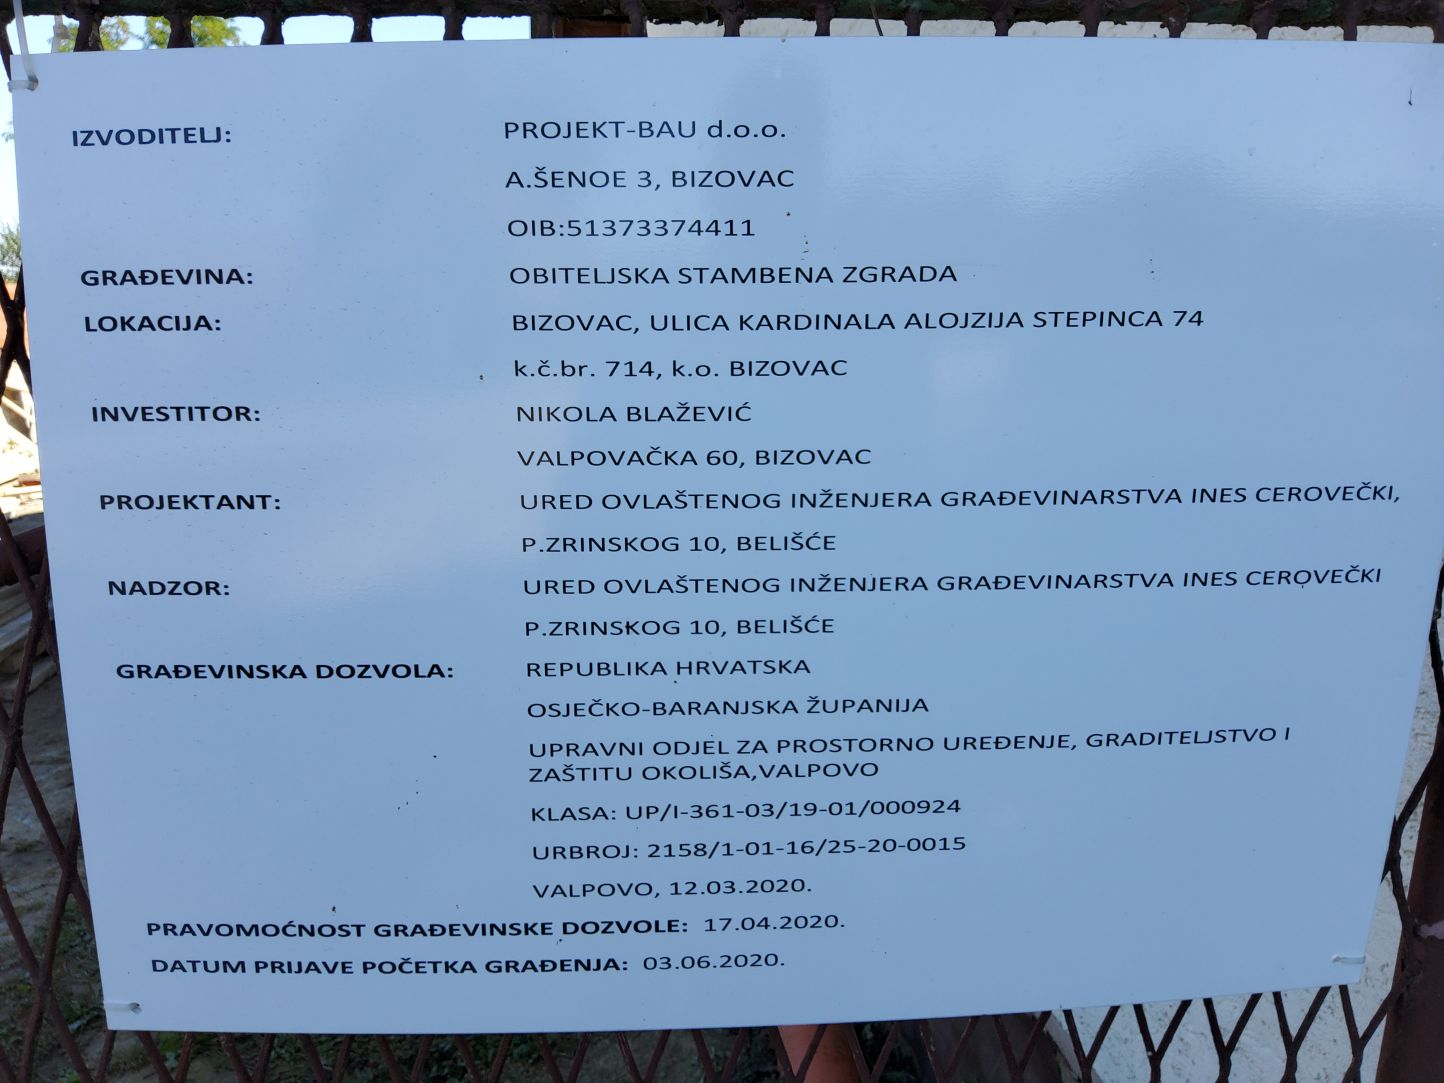 IZVODITELJ: PROJEKT-BAU d.o.o.
A.ŠENOE 3, BIZOVAC
OIB:51373374411
GRAĐEVINA: OBITELJSKA STAMBENA ZGRADA
LOKACIJA: BIZOVAC, ULICA KARDINALA ALOJZIJA STEPINCA 74
k.č.br. 714, k.o. BIZOVAC
INVESTITOR: NIKOLA BLAŽEVIĆ
VALPOVAČKA 60, BIZOVAC
PROJEKTANT: URED OVLAŠTENOG INŽENJERA GRAĐEVINARSTVA INES CEROVEČKI,
P.ZRINSKOG 10, BELIŠĆE
NADZOR: URED OVLAŠTENOG INŽENJERA GRAĐEVINARSTVA INES CEROVEČKI
P.ZRINSKOG 10, BELIŠĆE
GRAĐEVINSKA DOZVOLA: REPUBLIKA HRVATSKA
OSJEČKO-BARANJSKA ŽUPANIJA
UPRAVNI ODJEL ZA PROSTORNO UREĐENJE, GRADITELJSTVO I
ZAŠTITU OKOLIŠA,VALPOVO
KLASA: UP/I-361-03/19-01/000924
URBROJ: 2158/1-01-16/25-20-0015
VALPOVO, 12.03.2020.
PRAVOMOĆNOST GRAĐEVINSKE DOZVOLE: 17.04.2020.
DATUM PRIJAVE POČETKA GRAĐENJA: 03.06.2020.